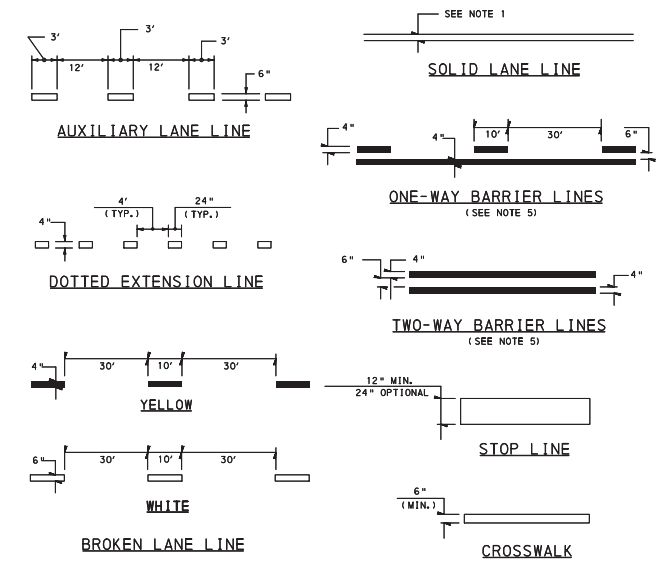 3'
3'
3'
12'
12'
6"
AUXILIARY LANE LINE
SEE NOTE 1
SOLID LANE LINE
4"
4"
10'
30'
6"
ONE-WAY BARRIER LINES
(SEE NOTE 5)
4'
(TYP.)
24"
(TYP.)
4"
DOTTED EXTENSION LINE
6"
4"
4"
TWO-WAY BARRIER LINES
(SEE NOTE 5)
4"
30'
10'
30'
YELLOW
12" MIN.
24" OPTIONAL
STOP LINE
6"
30'
10'
30'
WHITE
BROKEN LANE LINE
6"
(MIN.)
CROSSWALK